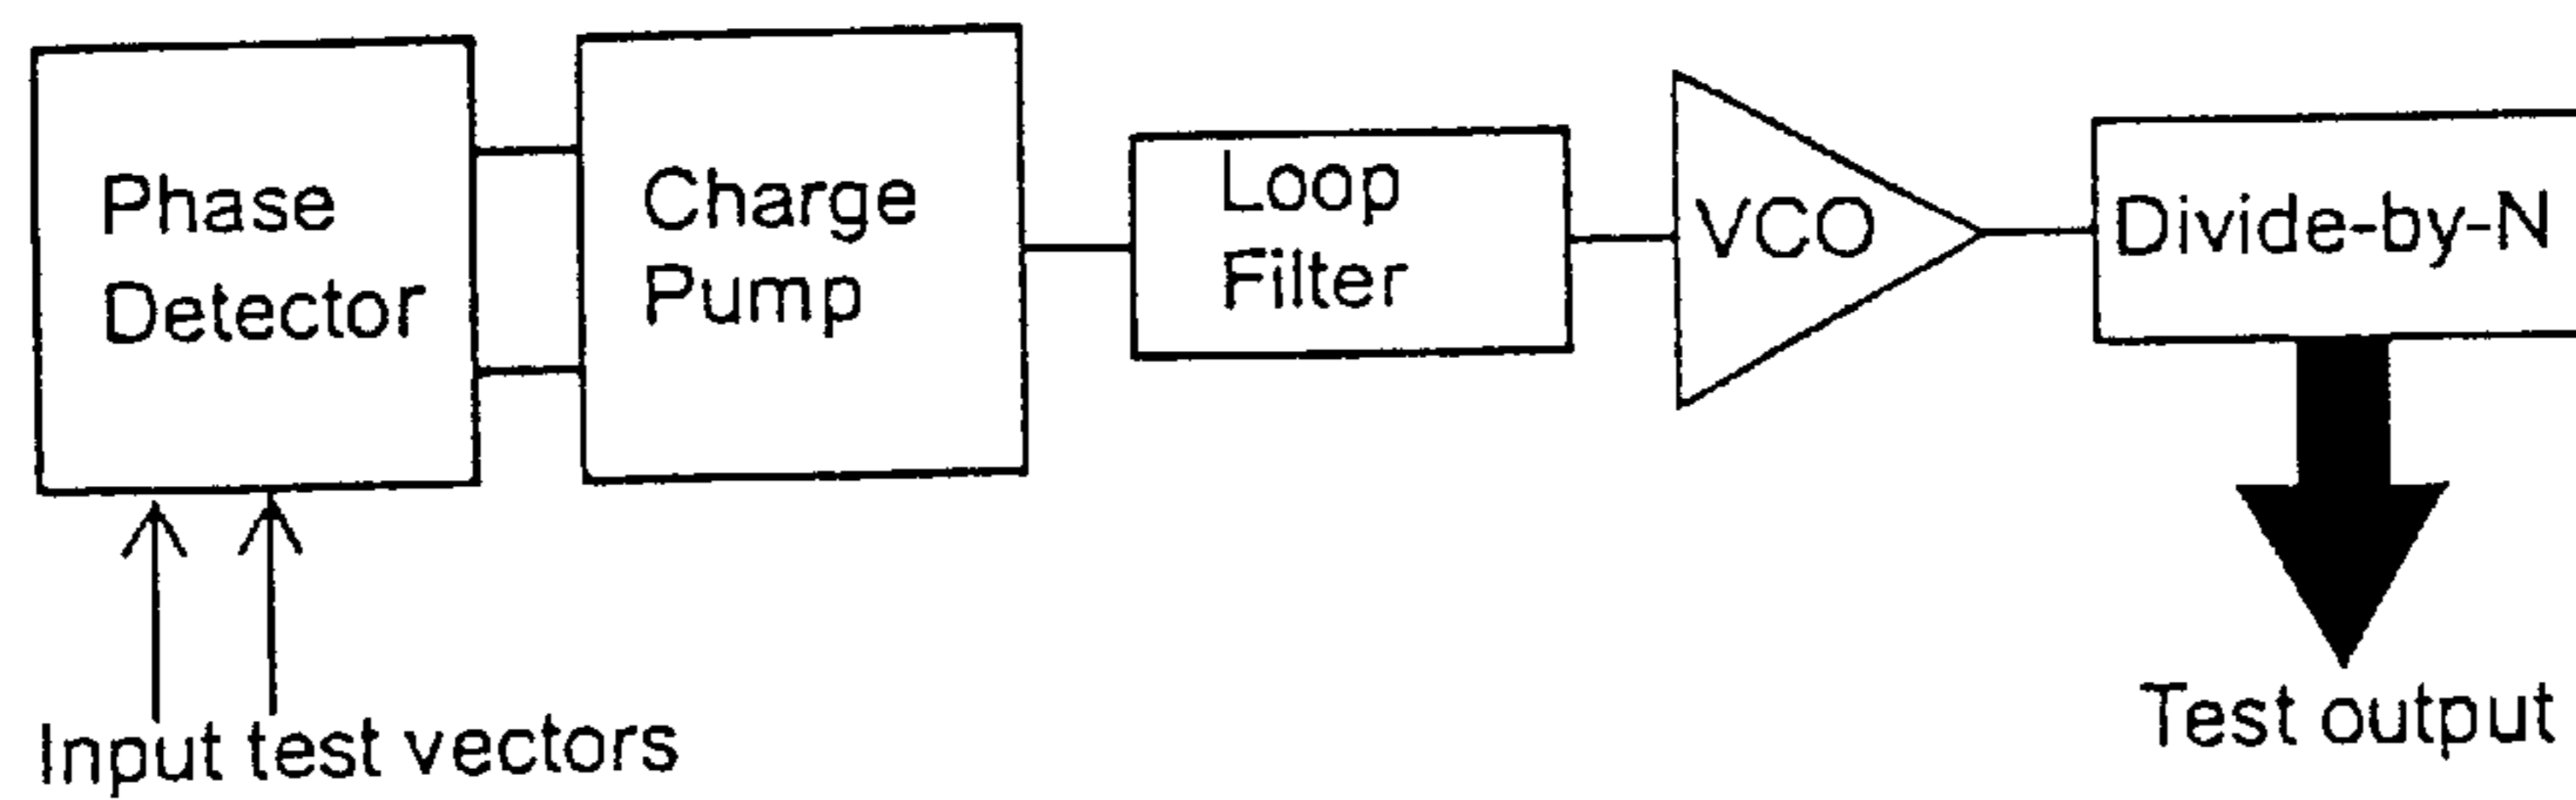 Phase
Detector
Charge
Pump
Loop
Filter
VCO
Divide-by-N
Input test vectors
Test output